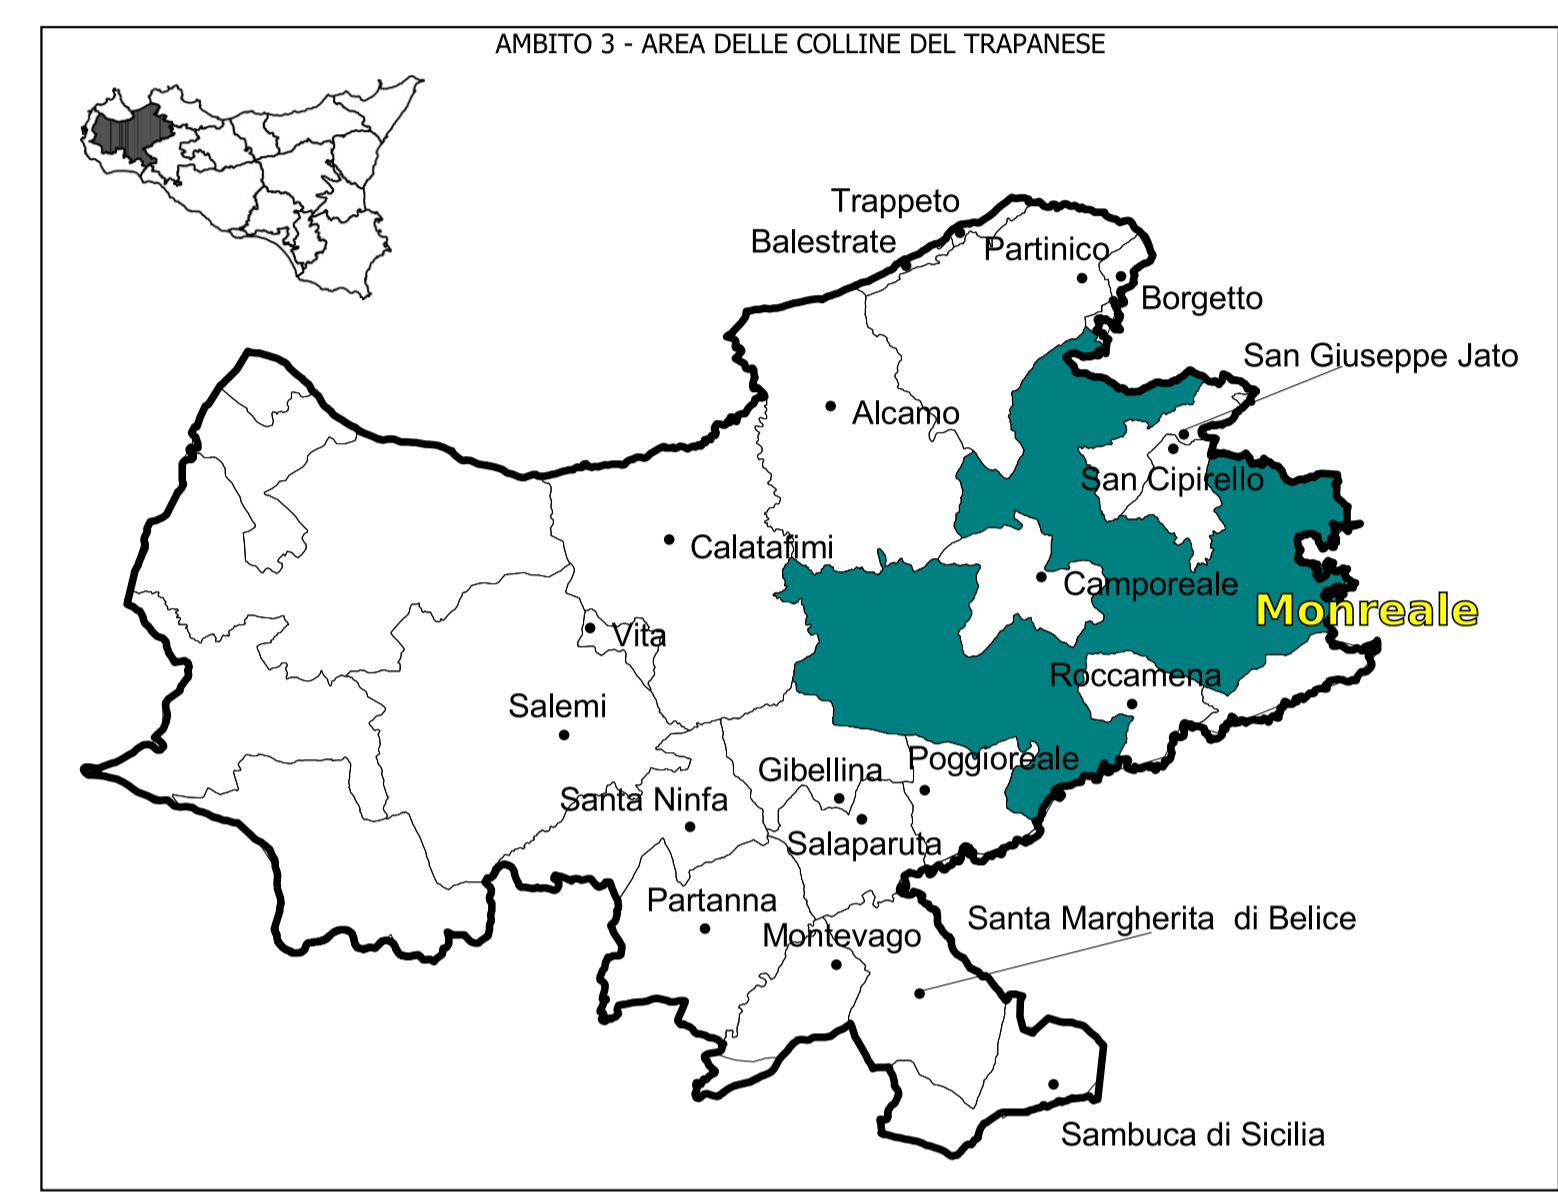 AMBITO 3 - AREA DELLE COLLINE DEL TRAPANESE
Trappeto
Balestrate
Partinico
Borgetto
San Giuseppe Jato
Alcamo
San Cipirello
Calatafimi
Camporeale
Monreale
Vita
Roccamena
Salemi
Poggioreale
Gibellina
Santa Ninfa
Salaparuta
Partanna
Santa Margherita  di Belice
Montevago
Sambuca di Sicilia